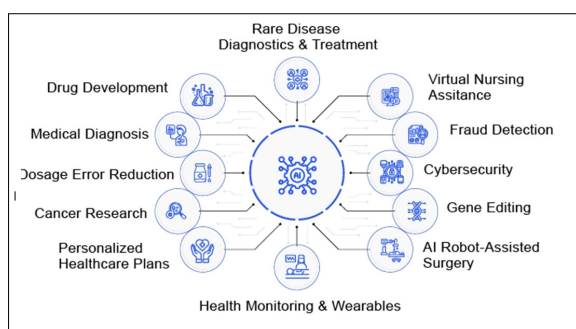 Rare Disease
Diagnostics & Treatment
Drug Development
Virtual Nursing
Assitance
Medical Diagnosis
Fraud Detection
AI
Dosage Error Reduction
Cybersecurity
Cancer Research
Gene Editing
Personalized
Healthcare Plans
AI Robot-Assisted
Surgery
Health Monitoring & Wearables